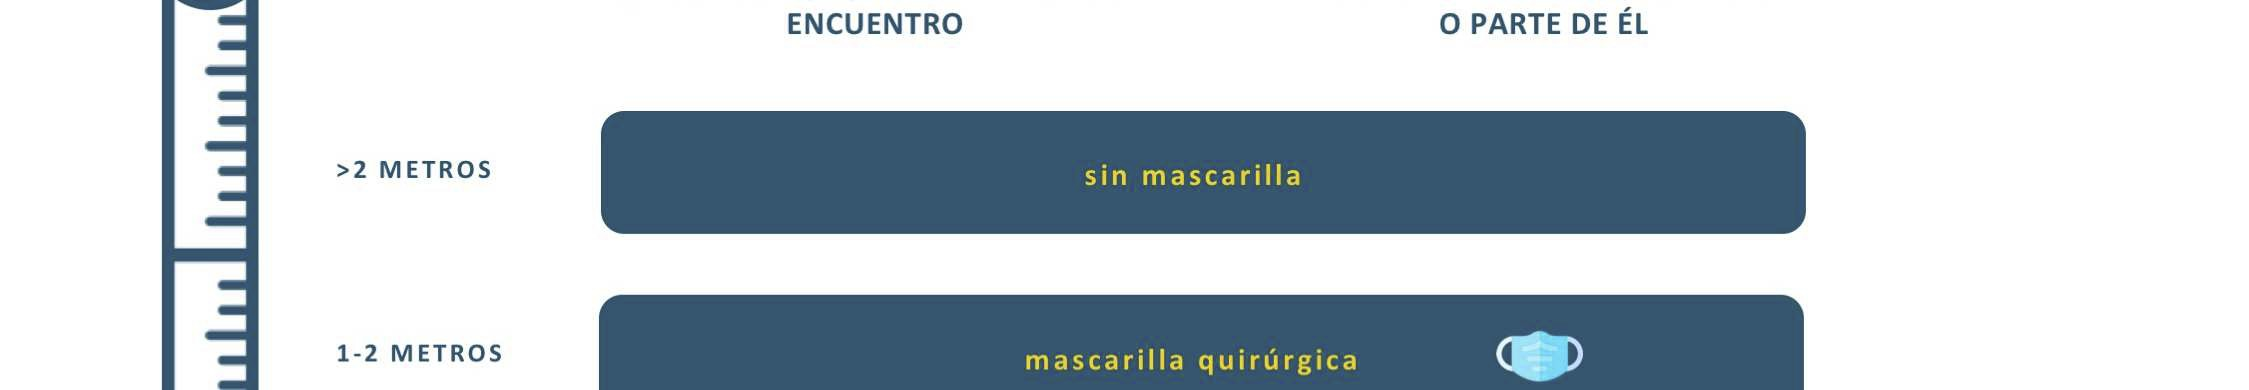 ENCUENTRO
O PARTE DE ÉL
>2 METROS
sin mascarilla
1-2 METROS
mascarilla quirúrgica